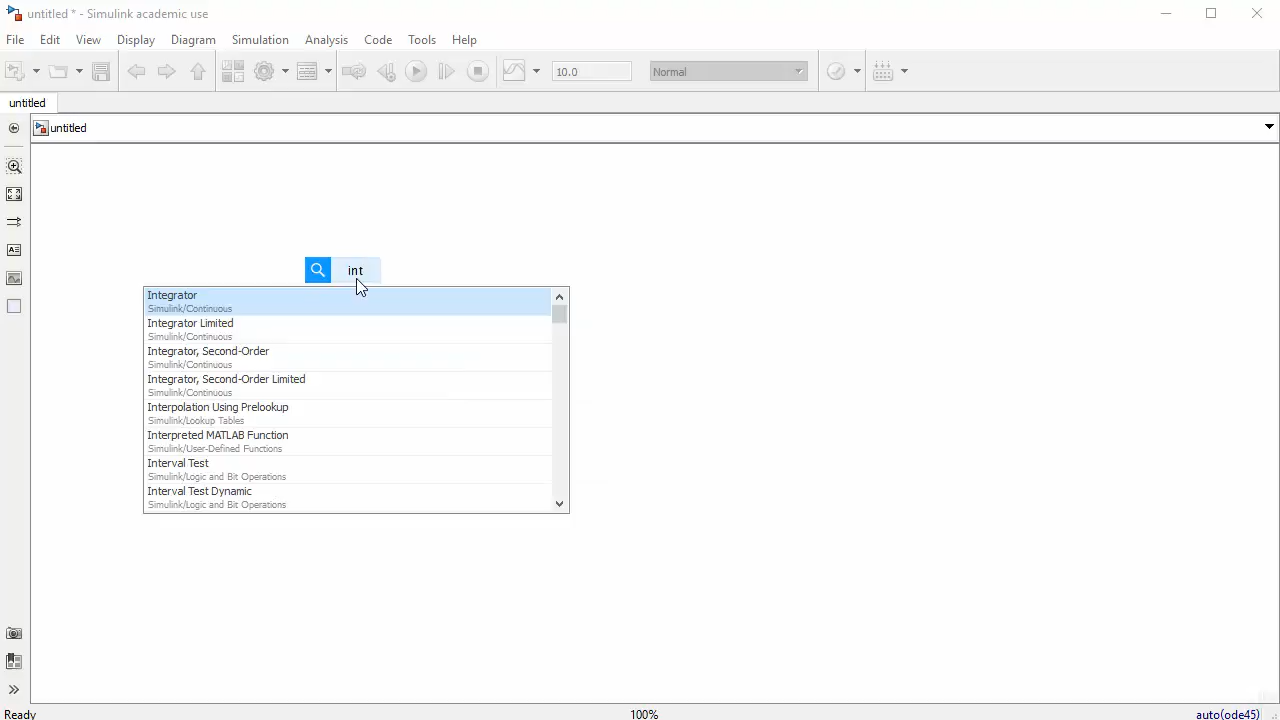 untitled * - Simulink academic use
File Edit View Display Diagram Simulation Analysis Code Tools Help
10.0 Normal
untitled
untitled
int
Integrator
Simulink/Continuous
Integrator Limited
Simulink/Continuous
Integrator, Second-Order
Simulink/Continuous
Integrator, Second-Order Limited
Simulink/Continuous
Interpolation Using Prelookup
Simulink/Lookup Tables
Interpreted MATLAB Function
Simulink/User-Defined Functions
Interval Test
Simulink/Logic and Bit Operations
Interval Test Dynamic
Simulink/Logic and Bit Operations
Ready 100% auto(ode45)